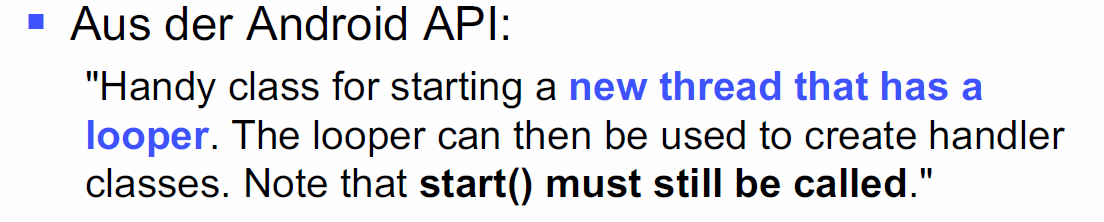 Aus der Android API:
"Handy class for starting a new thread that has a
looper. The looper can then be used to create handler
classes. Note that start() must still be called."